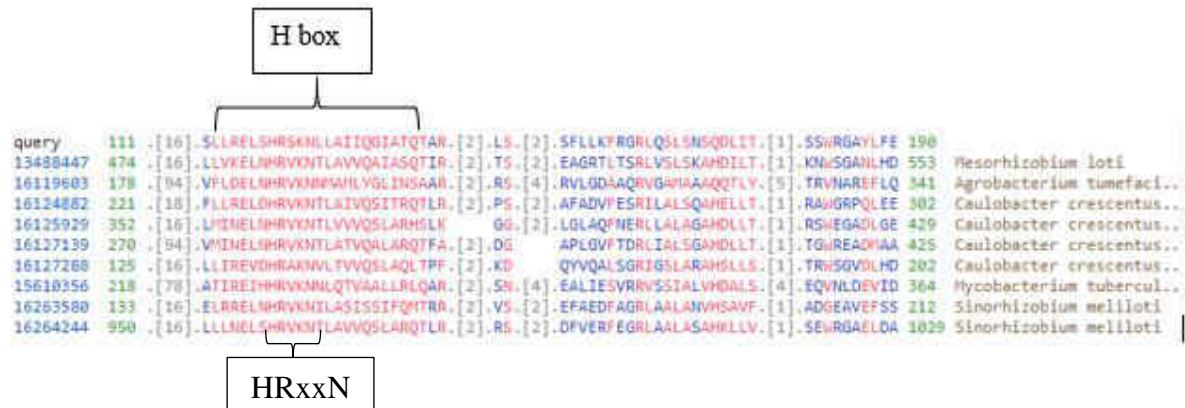 H box
query 111 .[16].SLLRELSHRSKNLLAIIQGIATQTAR.[2].LS.[2].SFLLKFRGRLQSLSNSQDLIT.[1].SSWRGAYLFE 190
13488447 474 .[16].LLVKELNHRVKNTLAVVQAIASQTIR.[2].TS.[2].EAGRTLTSRLVSLSKAHDILT.[1].KNWSGANLHD 553 Mesorhizobium loti
16119603 178 .[94].VFLDELNHRVKNNMAMLYGLINSAAR.[2].RS.[4].RVLGDAAQRVGAMAAAQQTLY.[5].TRVNAREFLQ 341 Agrobacterium tumefaci..
16124882 221 .[18].FLLRELDHRVKNTLAIVQSITRQTLR.[2].PS.[2].AFADVFESRILALSQAHELLT.[1].RAWGRPQLEE 302 Caulobacter crescentus..
16125929 352 .[16].LMINELNHRVKNTLVSVQSLARHSLK GG.[2].LGLAQFNERLLALAGAHDLLT.[1].RSWEGADLGE 429 Caulobacter crescentus..
16127139 270 .[94].VMINELNHRVKNTLATVQALARQTFA.[2].DG APLGVFTDRLIALSGAHDLLT.[1].TGWREADMAA 425 Caulobacter crescentus..
16127288 125 .[16].LLIREVDHRAKNVLTVVQSLAQLTPF.[2].KD QYVQALSGRIGSLARAHSLLS.[1].TRWSGVDLHD 202 Caulobacter crescentus..
15610356 218 .[78].ATIREIHHRVKNNLQTVAALLRLQAR.[2].SN.[4].EALIESVRRVSSIALVHDALS.[4].EQVNLDEVID 364 Mycobacterium tubercul..
16263580 133 .[16].ELRRELNHRVKNILASISSIFQMTRR.[2].VS.[2].EFAEDFAGRLAALANVHSAVF.[1].ADGEAVEFSS 212 Sinorhizobium meliloti
16264244 950 .[16].LLLNELSHRVKNTLAVVQSLARQTLR.[2].RS.[2].DFVERFEGRLAALASAHKLLV.[1].SEWRGAELDA 1029 Sinorhizobium meliloti
HRxxN